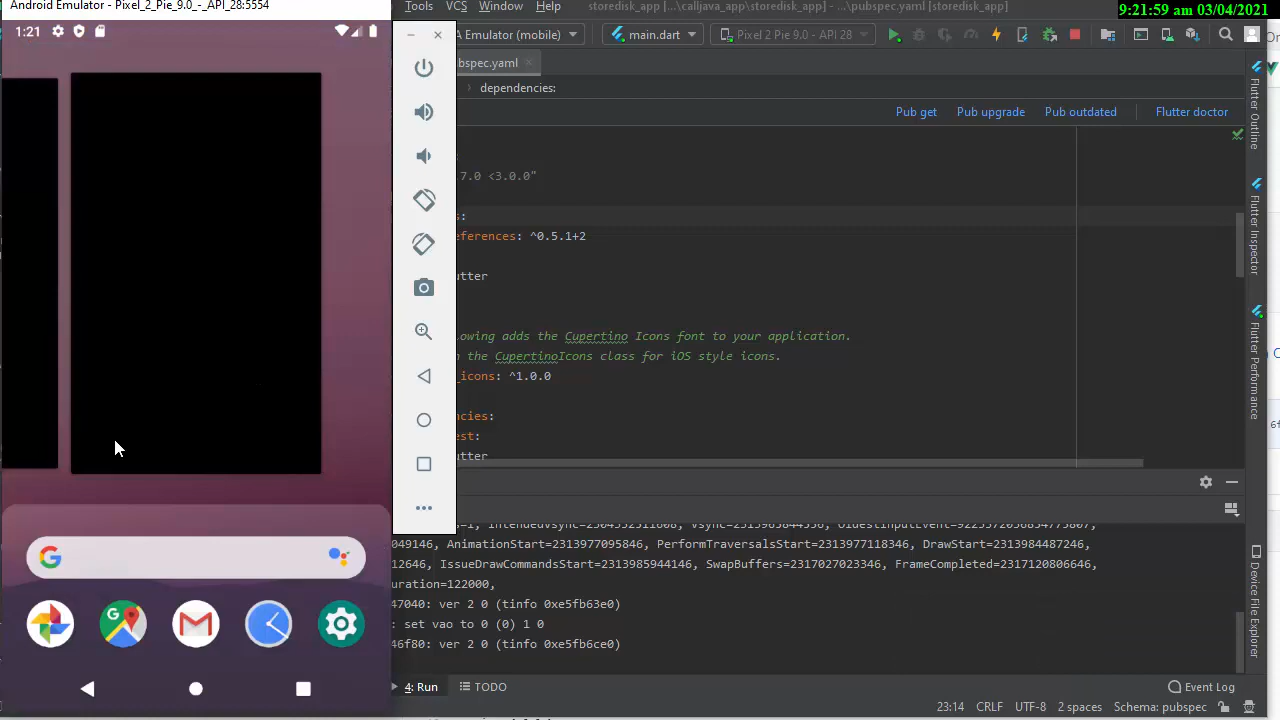 Android Emulator - Pixel_2_Pie_9.0_-_API_28:5554
1:21
Tools VCS Window Help storedisk_app [...\calljava_app\storedisk_app] - ...\pubspec.yaml [storedisk_app]
9:21:59 am 03/04/2021
A Emulator (mobile) main.dart Pixel 2 Pie 9.0 - API 28
bspec.yaml
dependencies:
Pub get Pub upgrade Pub outdated Flutter doctor
.7.0 <3.0.0"
s:
eferences: ^0.5.1+2
utter
owing adds the Cupertino Icons font to your application.
n the CupertinoIcons class for iOS style icons.
_icons: ^1.0.0
ncies:
est:
utter
049146, AnimationStart=2313977095846, PerformTraversalsStart=2313977118346, DrawStart=2313984487246,
12646, IssueDrawCommandsStart=2313985944146, SwapBuffers=2317027023346, FrameCompleted=2317120806646,
uration=122000,
47040: ver 2 0 (tinfo 0xe5fb63e0)
: set vao to 0 (0) 1 0
46f80: ver 2 0 (tinfo 0xe5fb6ce0)
4: Run TODO Event Log
23:14 CRLF UTF-8 2 spaces Schema: pubspec
Flutter Outline
Flutter Inspector
Flutter Performance
Device File Explorer